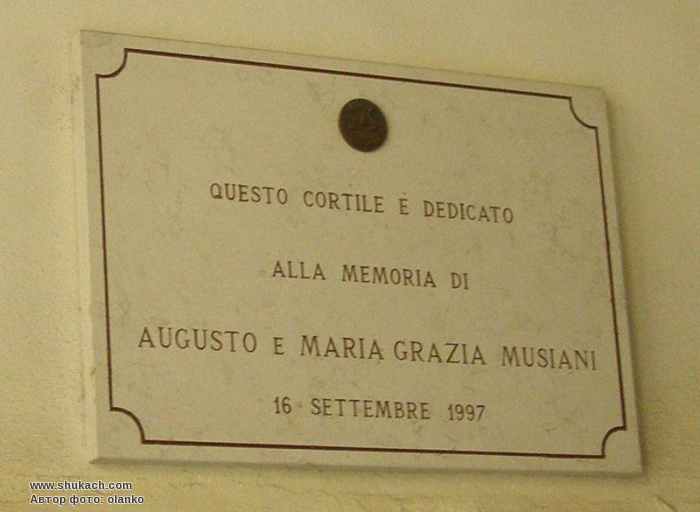 QUESTO CORTILE È DEDICATO
ALLA MEMORIA DI
AUGUSTO E MARIA GRAZIA MUSIANI
16 SETTEMBRE 1997
www.shukach.com
Автор фото: olanko